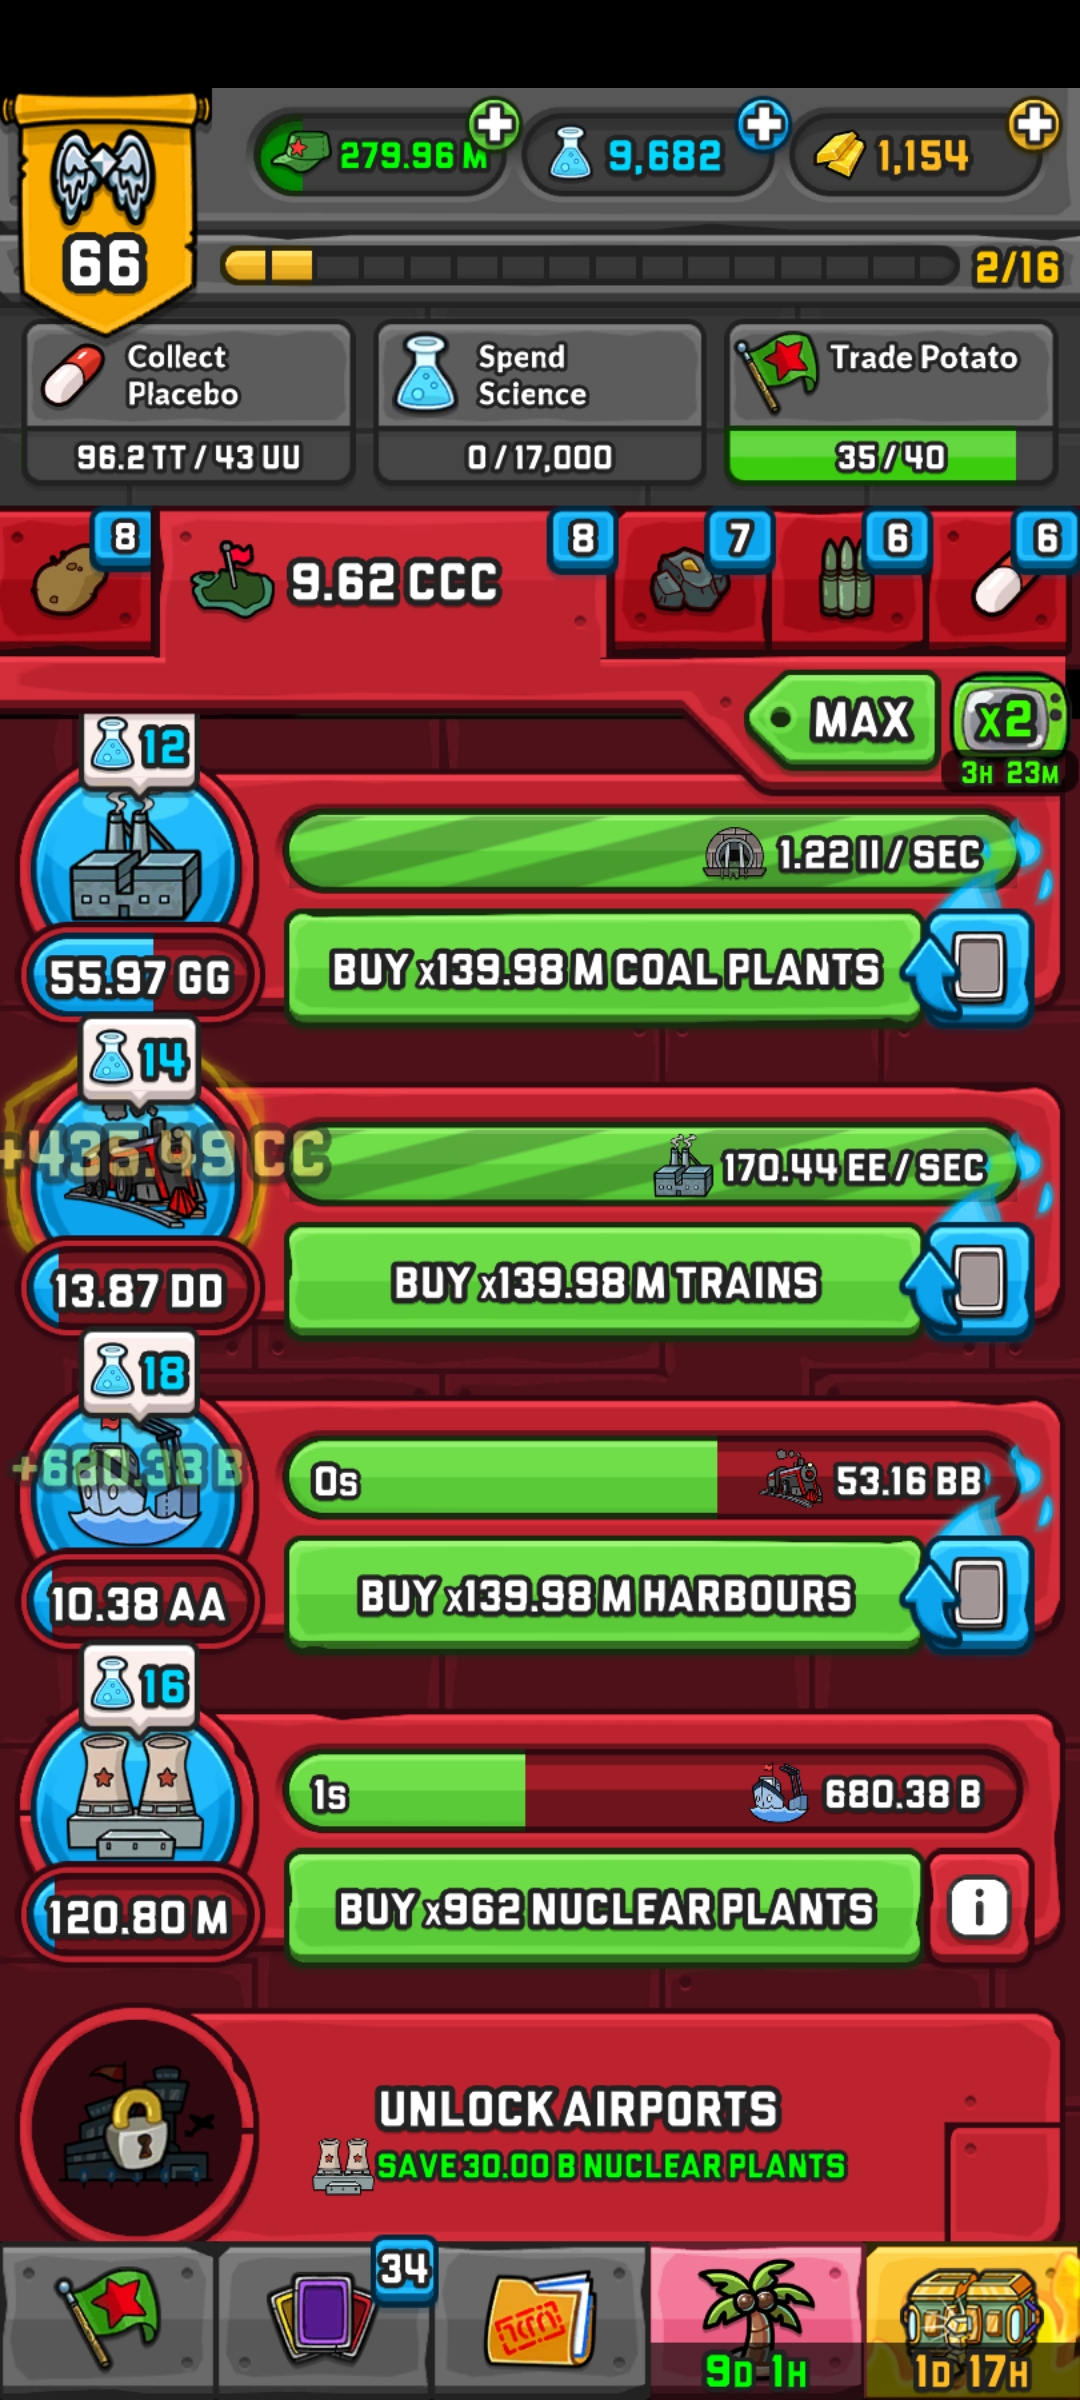 279.96 M
9,682
1,154
66
2/16
Collect
Placebo
Spend
Science
Trade Potato
96.2 TT / 43 UU
0 / 17,000
35 / 40
8
9.62 CCC
8
7
6
6
MAX
x2
3H 23M
12
1.22 II / SEC
55.97 GG
BUY x139.98 M COAL PLANTS
14
+435.49 CC
170.44 EE / SEC
13.87 DD
BUY x139.98 M TRAINS
18
+680.38 B
0s
53.16 BB
10.38 AA
BUY x139.98 M HARBOURS
16
1s
680.38 B
120.80 M
BUY x962 NUCLEAR PLANTS
i
UNLOCK AIRPORTS
SAVE 30.00 B NUCLEAR PLANTS
34
9D 1H
1D 17H